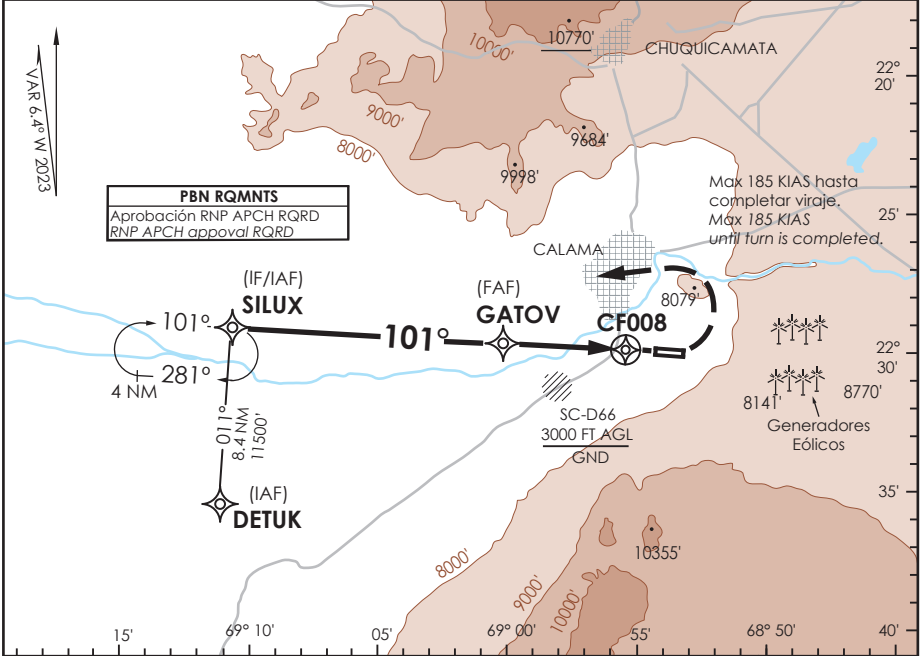 10770'
CHUQUICAMATA
10000'
22°
20'
VAR 6.4° W 2023
9000'
8000'
9684'
9998'
PBN RQMNTS
Aprobación RNP APCH RQRD
RNP APCH appoval RQRD
Max 185 KIAS hasta
completar viraje.
Max 185 KIAS
until turn is completed.
25'
CALAMA
(IF/IAF)
SILUX
(FAF)
GATOV
8079'
CF008
101°
101°
281°
4 NM
22°
30'
011°
8.4 NM
11500'
SC-D66
3000 FT AGL
GND
8141'
8770'
Generadores
Eólicos
(IAF)
DETUK
35'
10355'
8000'
9000'
10000'
15'
69° 10'
05'
69° 00'
55'
68° 50'
40'